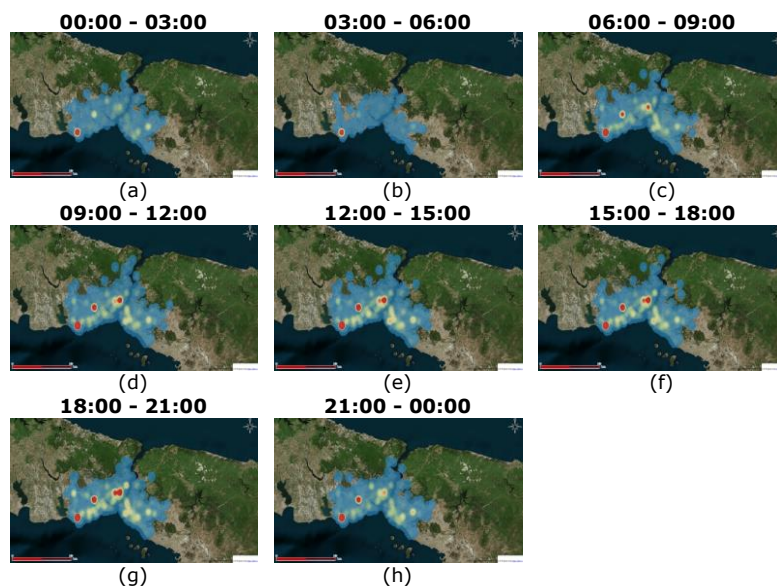 00:00 - 03:00
03:00 - 06:00
06:00 - 09:00
(a)
(b)
(c)
09:00 - 12:00
12:00 - 15:00
15:00 - 18:00
(d)
(e)
(f)
18:00 - 21:00
21:00 - 00:00
(g)
(h)